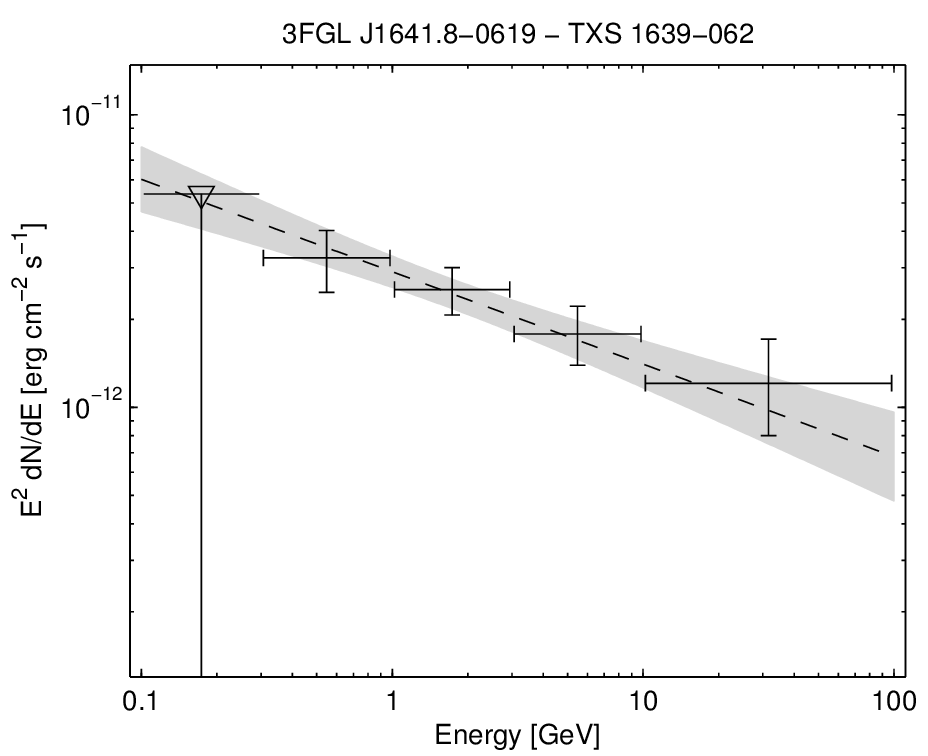 3FGL J1641.8−0619 − TXS 1639−062
10⁻¹¹
10⁻¹²
E² dN/dE [erg cm⁻² s⁻¹]
0.1 1 10 100
Energy [GeV]